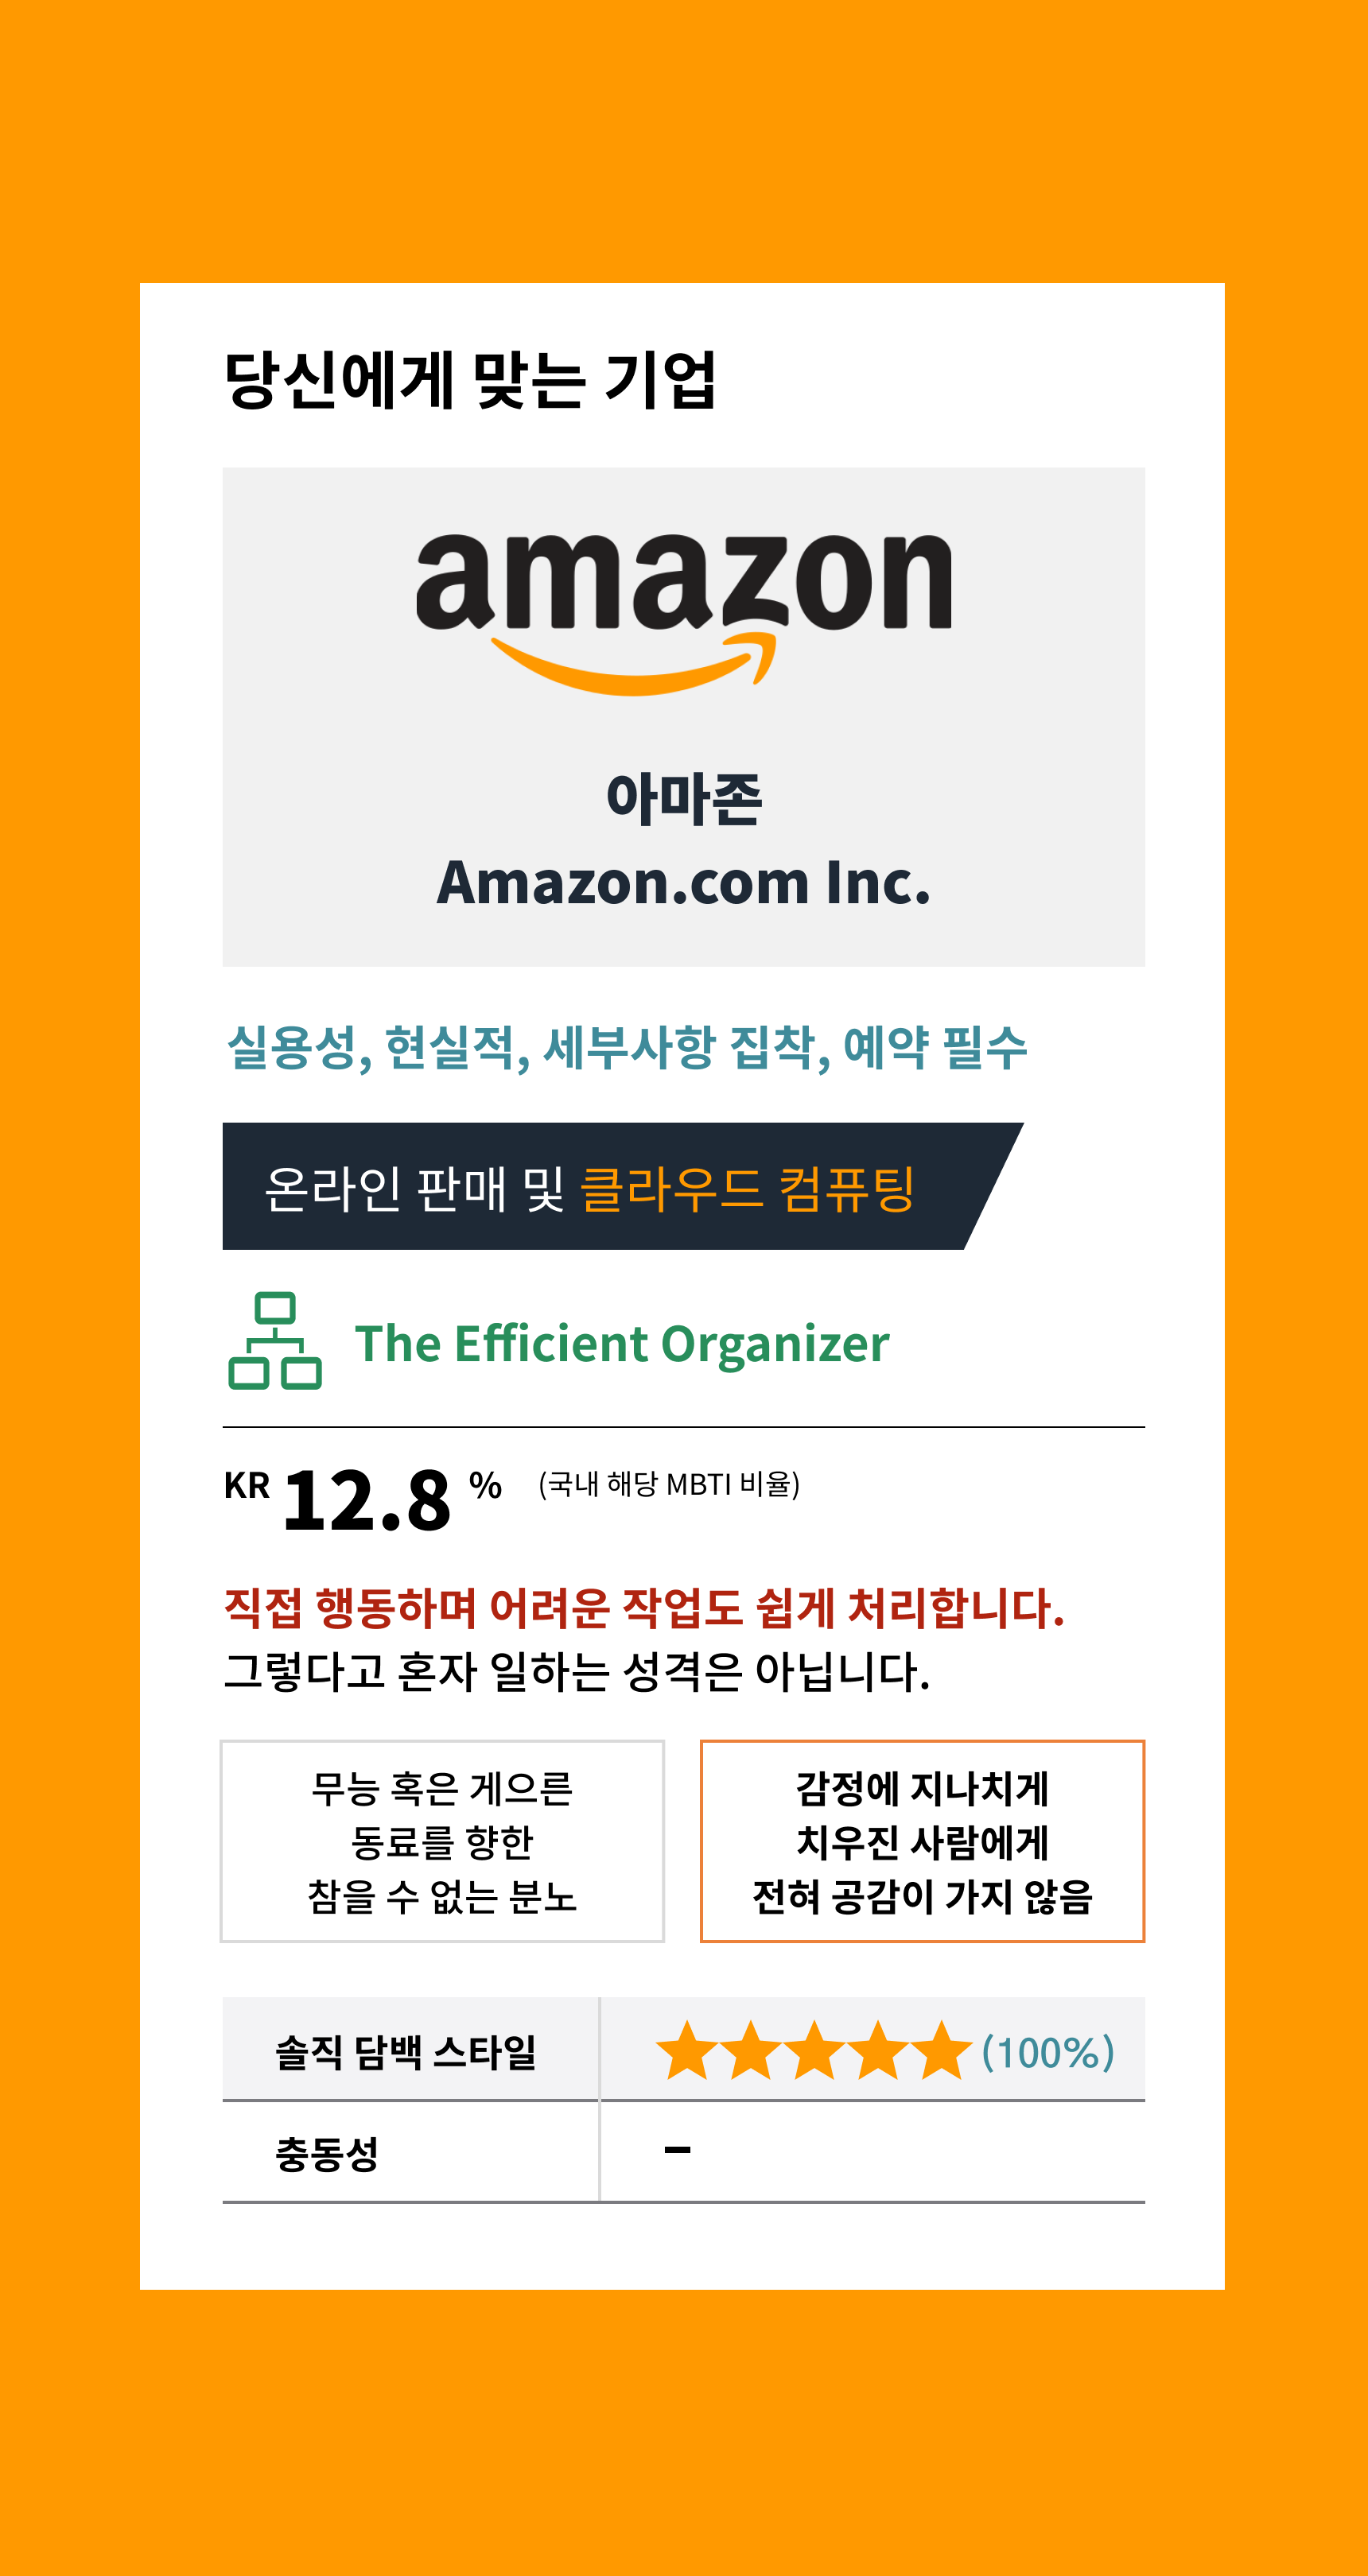 당신에게 맞는 기업
amazon
아마존
Amazon.com Inc.
실용성, 현실적, 세부사항 집착, 예약 필수
온라인 판매 및 클라우드 컴퓨팅
The Efficient Organizer
KR 12.8 % (국내 해당 MBTI 비율)
직접 행동하며 어려운 작업도 쉽게 처리합니다.
그렇다고 혼자 일하는 성격은 아닙니다.
무능 혹은 게으른
동료를 향한
참을 수 없는 분노
감정에 지나치게
치우진 사람에게
전혀 공감이 가지 않음
솔직 담백 스타일 ★★★★★ (100%)
충동성 –